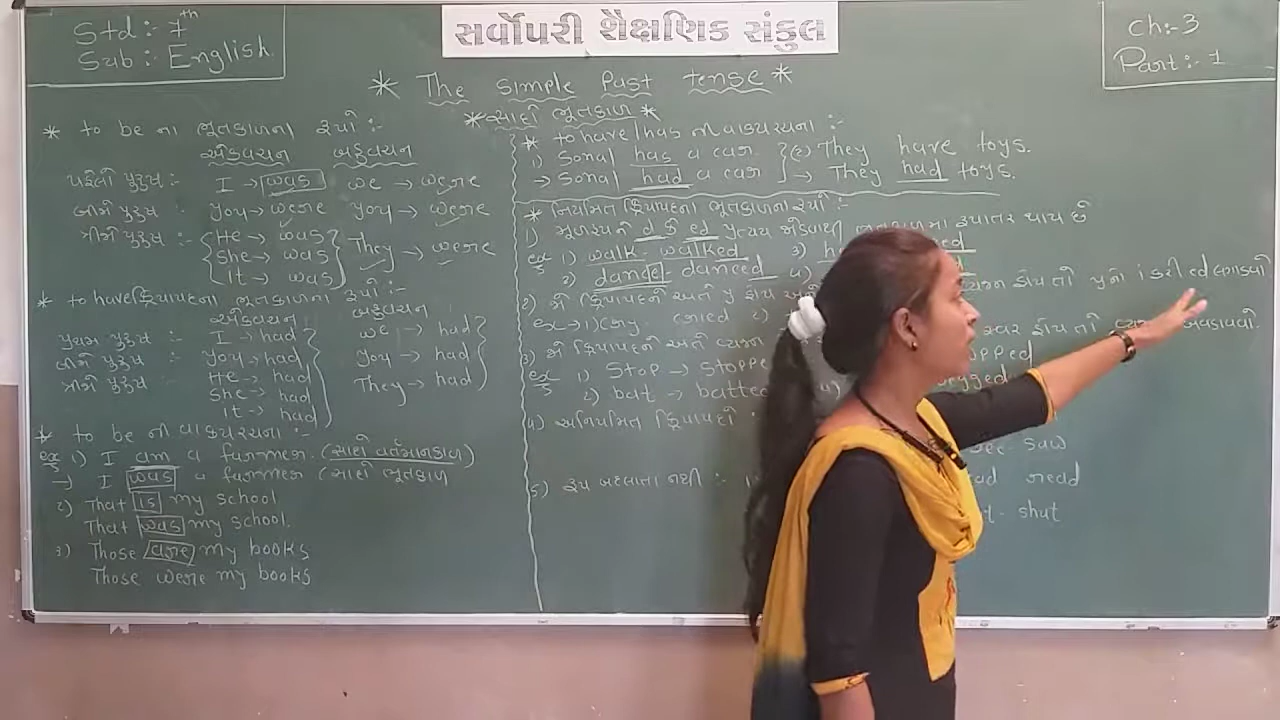 Std :- 7th
Sub :- English.
સર્વોપરી શૈક્ષણિક સંકુલ
Ch:-3
Part :- 1
* The simple Past tense *
* સાદો ભૂતકાળ *
* to be ના ભૂતકાળના રૂપો :-
એકવચન બહુવચન
પહેલો પુરુષ :- I → was we → were
બીજો પુરુષ :- you → were you → were
ત્રીજો પુરુષ :- He → was They → were
She → was
It → was
* to have ક્રિયાપદના ભૂતકાળના રૂપો :-
એકવચન બહુવચન
પ્રથમ પુરુષ :- I → had we → had
બીજો પુરુષ :- you → had you → had
ત્રીજો પુરુષ :- He → had They → had
She → had
It → had
* to be ની વાક્યરચના :-
ex 1) I am a farmer. (સાદો વર્તમાનકાળ)
→ I was a farmer (સાદો ભૂતકાળ
2) That is my school
That was my school.
3) Those are my books
Those were my books
* to have/has ની વાક્યરચના :-
1) Sonal has a car (2) They have toys.
→ Sonal had a car → They had toys.
* નિયમિત ક્રિયાપદના ભૂતકાળના રૂપો :-
1) મૂળરૂપને d કે ed પ્રત્યય રૂપાંતર થાય છે
ex 1) walk - walked 3)
2) dance - danced
2) જે ક્રિયાપદને અંતે y હોય હોય તો y નો i કરી ed લગાડવો
ex → 1) cry cried 2)
3) જે ક્રિયાપદની અંતે સ્વર હોય તો
ex 1) Stop →
2) bat →
4) અનિયમિત ક્રિયાપદો :
saw
5) રૂપ બદલાતા નથી :- read
shut